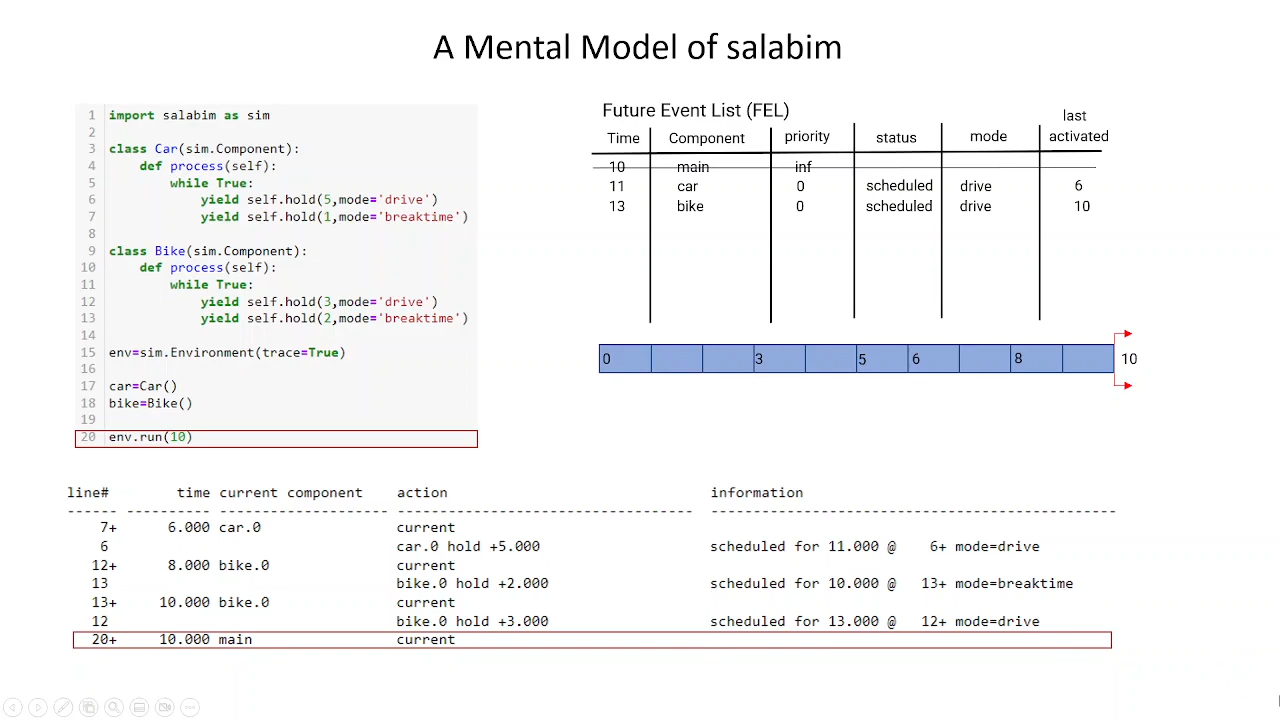 A Mental Model of salabim
1 import salabim as sim
2
3 class Car(sim.Component):
4 def process(self):
5 while True:
6 yield self.hold(5,mode='drive')
7 yield self.hold(1,mode='breaktime')
8
9 class Bike(sim.Component):
10 def process(self):
11 while True:
12 yield self.hold(3,mode='drive')
13 yield self.hold(2,mode='breaktime')
14
15 env=sim.Environment(trace=True)
16
17 car=Car()
18 bike=Bike()
19
20 env.run(10)
Future Event List (FEL)
Time Component priority status mode last activated
10 main inf
11 car 0 scheduled drive 6
13 bike 0 scheduled drive 10
0 3 5 6 8 10
line# time current component action information
------ ---------- -------------------- ----------------------------------- ------------------------------------------------
7+ 6.000 car.0 current
6 car.0 hold +5.000 scheduled for 11.000 @ 6+ mode=drive
12+ 8.000 bike.0 current
13 bike.0 hold +2.000 scheduled for 10.000 @ 13+ mode=breaktime
13+ 10.000 bike.0 current
12 bike.0 hold +3.000 scheduled for 13.000 @ 12+ mode=drive
20+ 10.000 main current